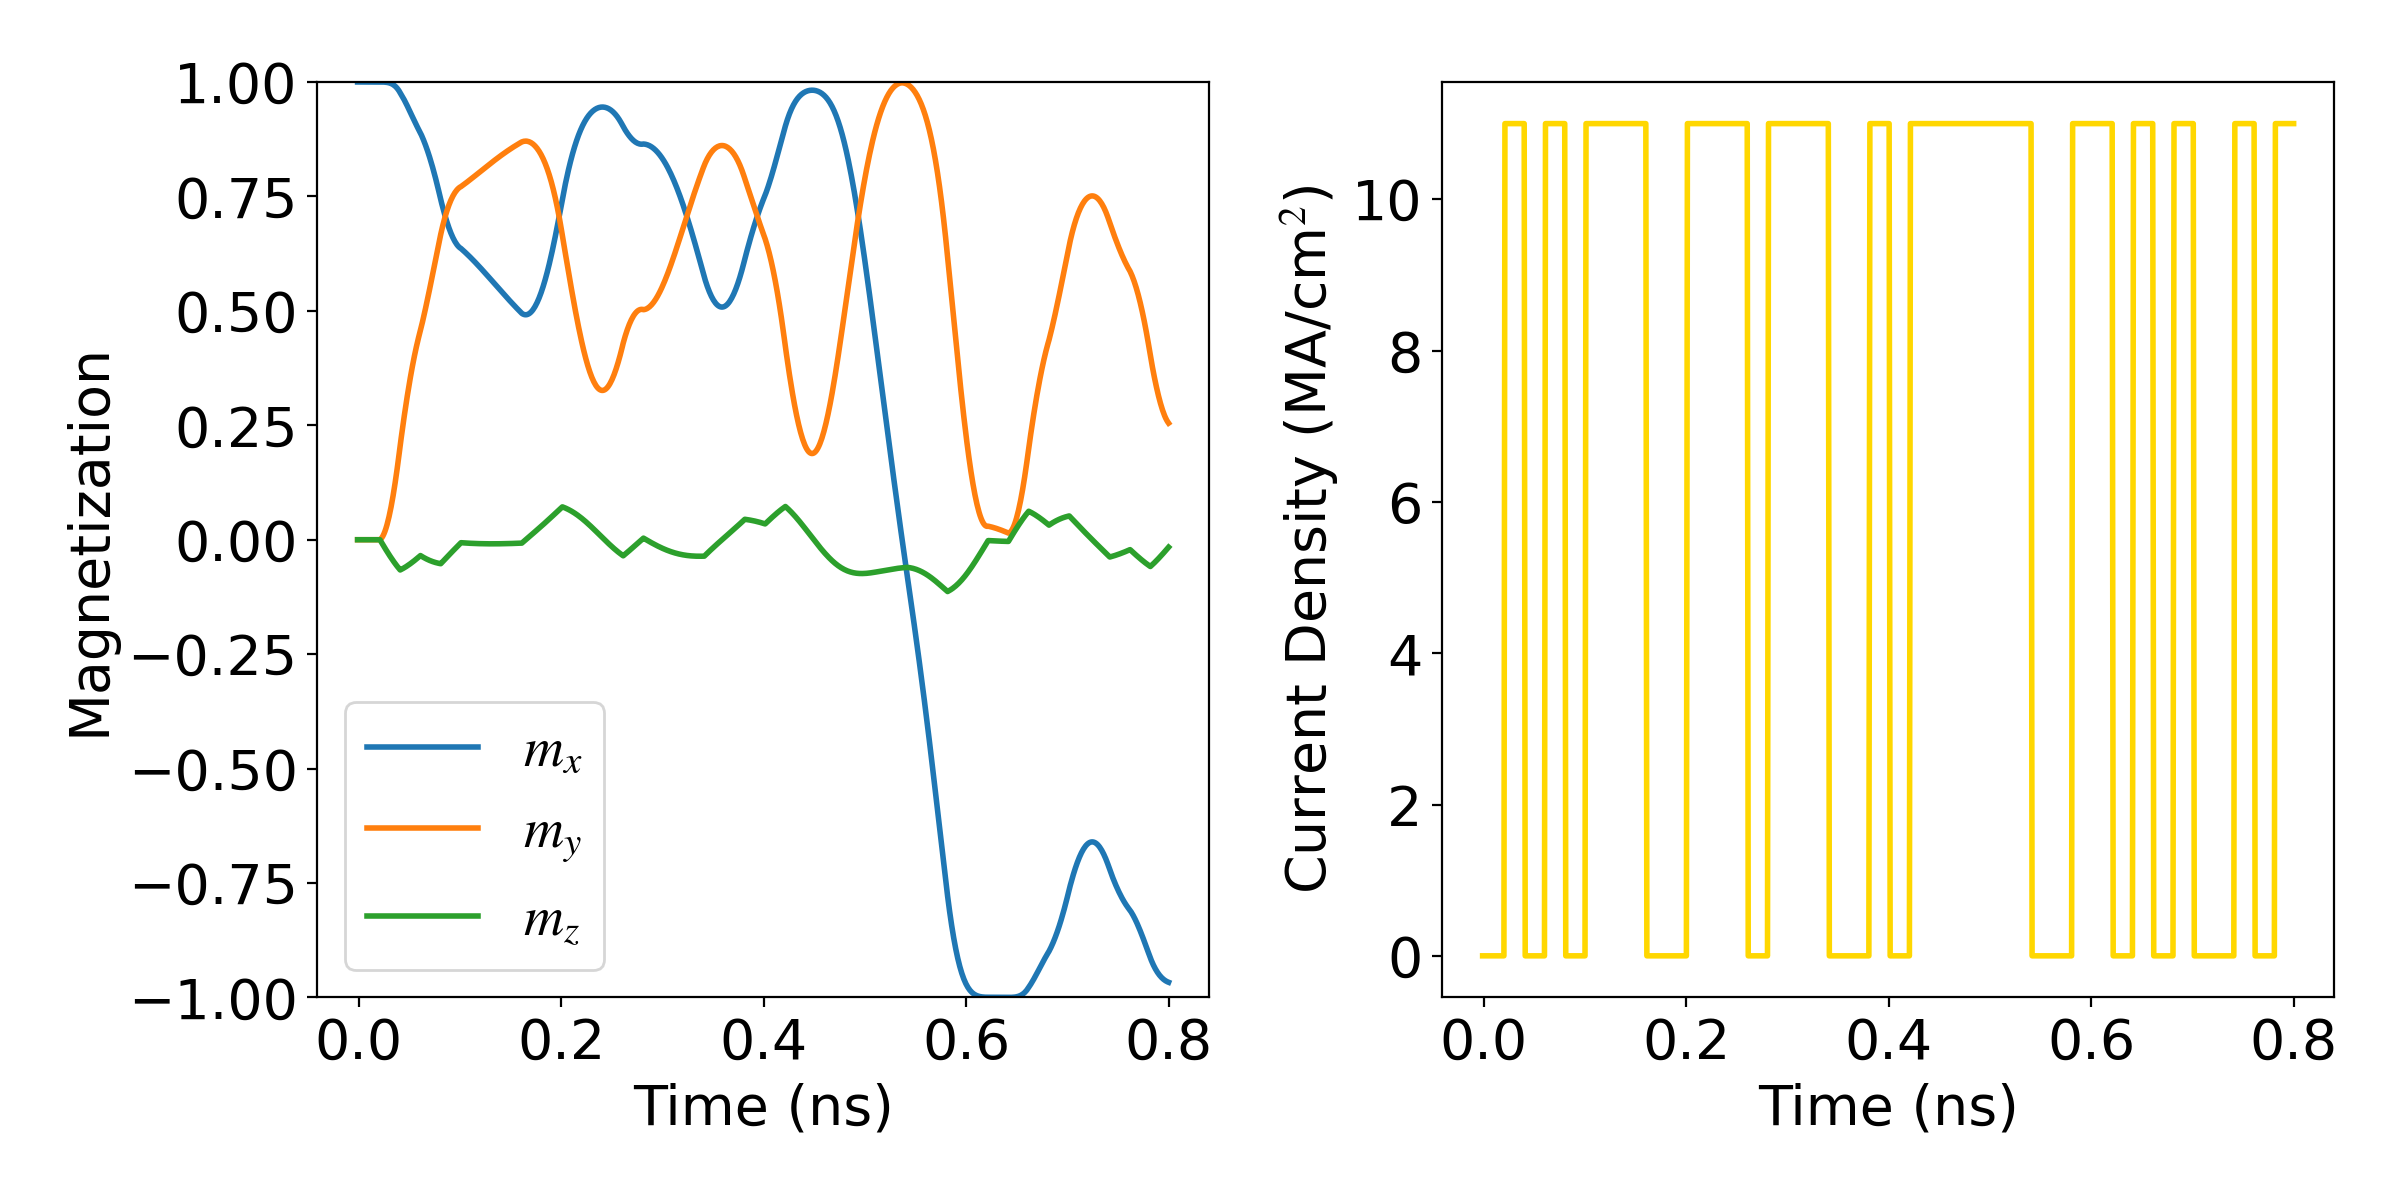 1.00
0.75
0.50
0.25
0.00
−0.25
−0.50
−0.75
−1.00
Magnetization
m_x
m_y
m_z
0.0 0.2 0.4 0.6 0.8
Time (ns)
10
8
6
4
2
0
Current Density (MA/cm²)
0.0 0.2 0.4 0.6 0.8
Time (ns)